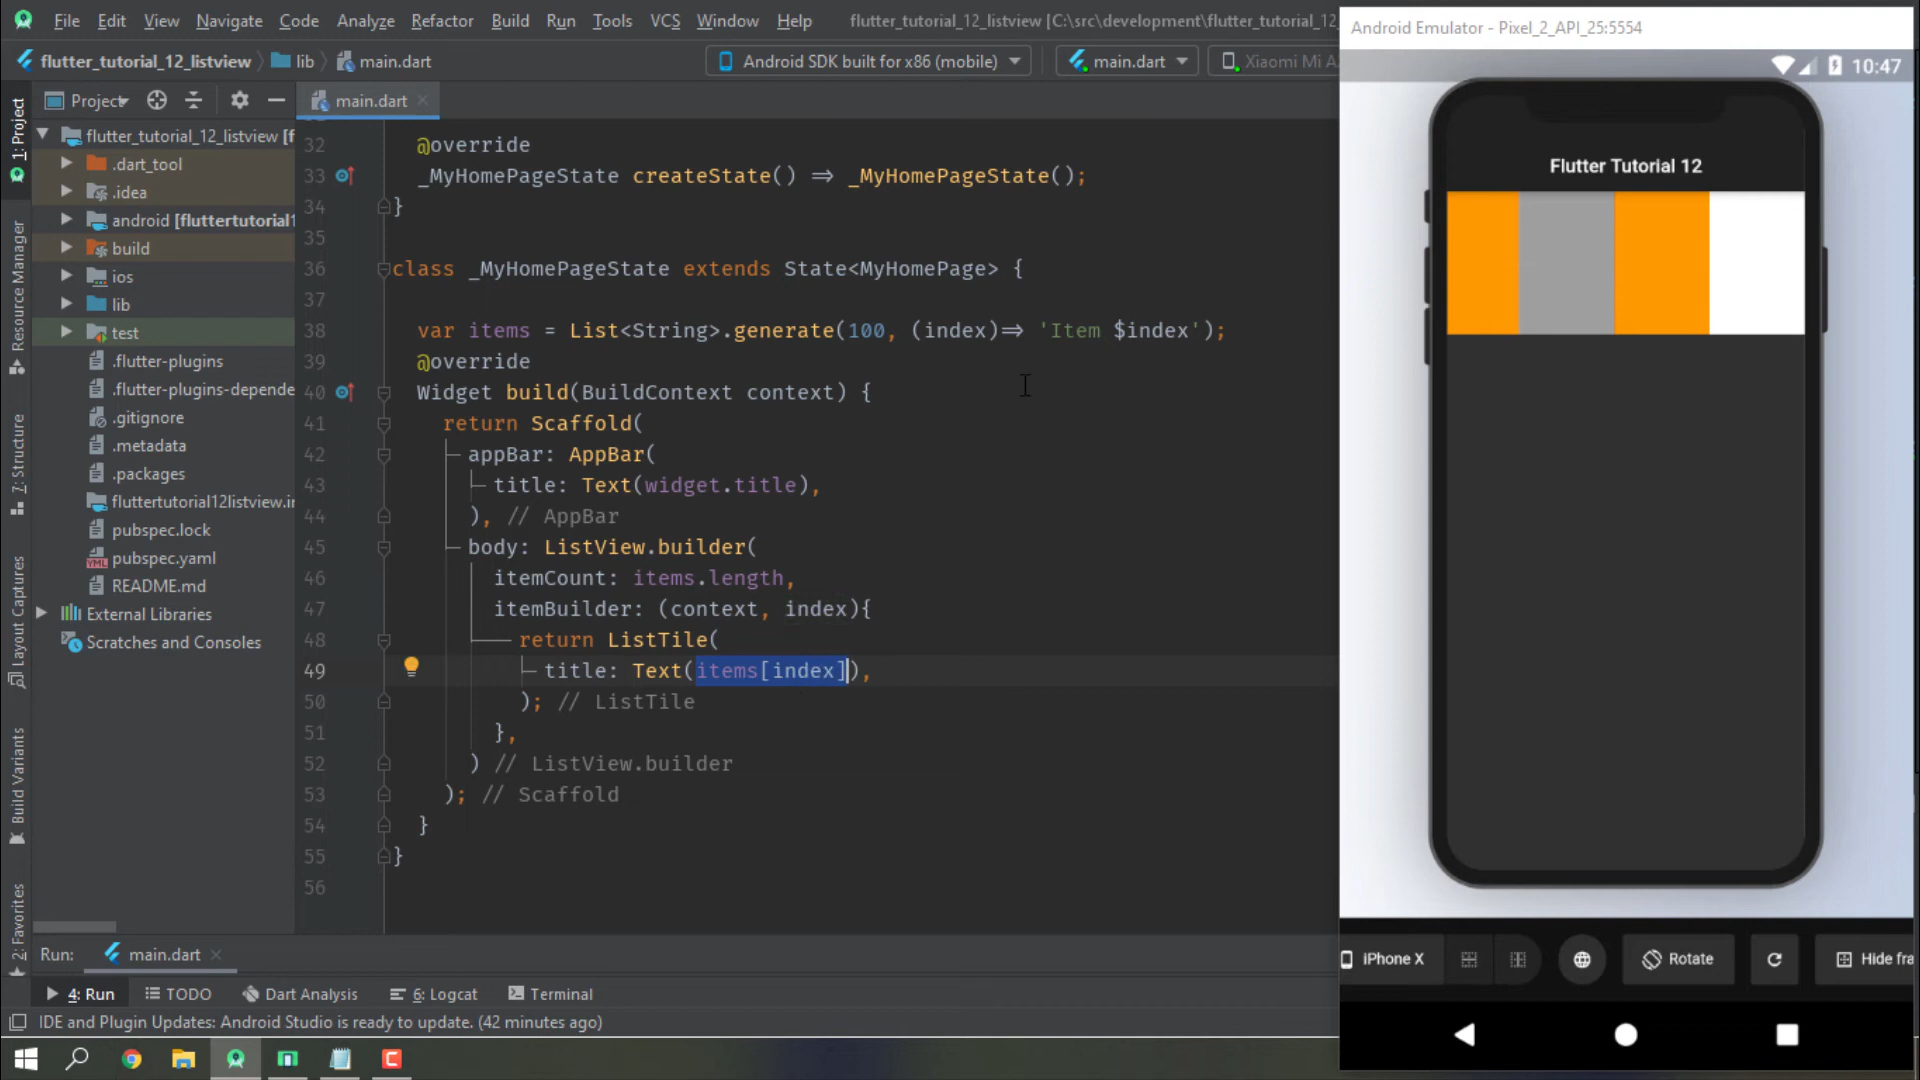 File Edit View Navigate Code Analyze Refactor Build Run Tools VCS Window Help flutter_tutorial_12_listview [C:\src\development\flutter_tutorial_12_
flutter_tutorial_12_listview lib main.dart Android SDK built for x86 (mobile) main.dart Xiaomi Mi A
Project main.dart
1: Project
Resource Manager
7: Structure
Layout Captures
Build Variants
2: Favorites
flutter_tutorial_12_listview [f
.dart_tool
.idea
android [fluttertutorial1
build
ios
lib
test
.flutter-plugins
.flutter-plugins-depende
.gitignore
.metadata
.packages
fluttertutorial12listview.in
pubspec.lock
pubspec.yaml
README.md
External Libraries
Scratches and Consoles
32 @override
33 _MyHomePageState createState() => _MyHomePageState();
34 }
35
36 class _MyHomePageState extends State<MyHomePage> {
37
38 var items = List<String>.generate(100, (index)=> 'Item $index');
39 @override
40 Widget build(BuildContext context) {
41 return Scaffold(
42 appBar: AppBar(
43 title: Text(widget.title),
44 ), // AppBar
45 body: ListView.builder(
46 itemCount: items.length,
47 itemBuilder: (context, index){
48 return ListTile(
49 title: Text(items[index]),
50 ); // ListTile
51 },
52 ) // ListView.builder
53 ); // Scaffold
54 }
55 }
56
Run: main.dart
4: Run TODO Dart Analysis 6: Logcat Terminal
IDE and Plugin Updates: Android Studio is ready to update. (42 minutes ago)
Android Emulator - Pixel_2_API_25:5554
10:47
Flutter Tutorial 12
iPhone X Rotate Hide fra